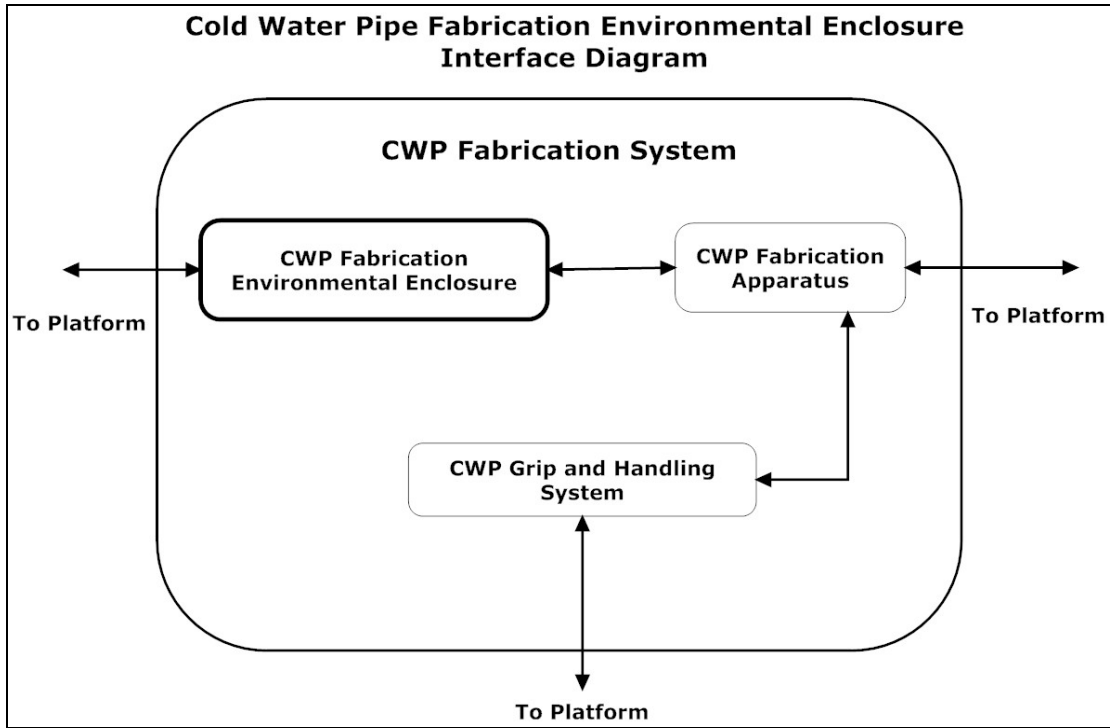 Cold Water Pipe Fabrication Environmental Enclosure
Interface Diagram
CWP Fabrication System
CWP Fabrication
Environmental Enclosure
CWP Fabrication
Apparatus
To Platform
To Platform
CWP Grip and Handling
System
To Platform